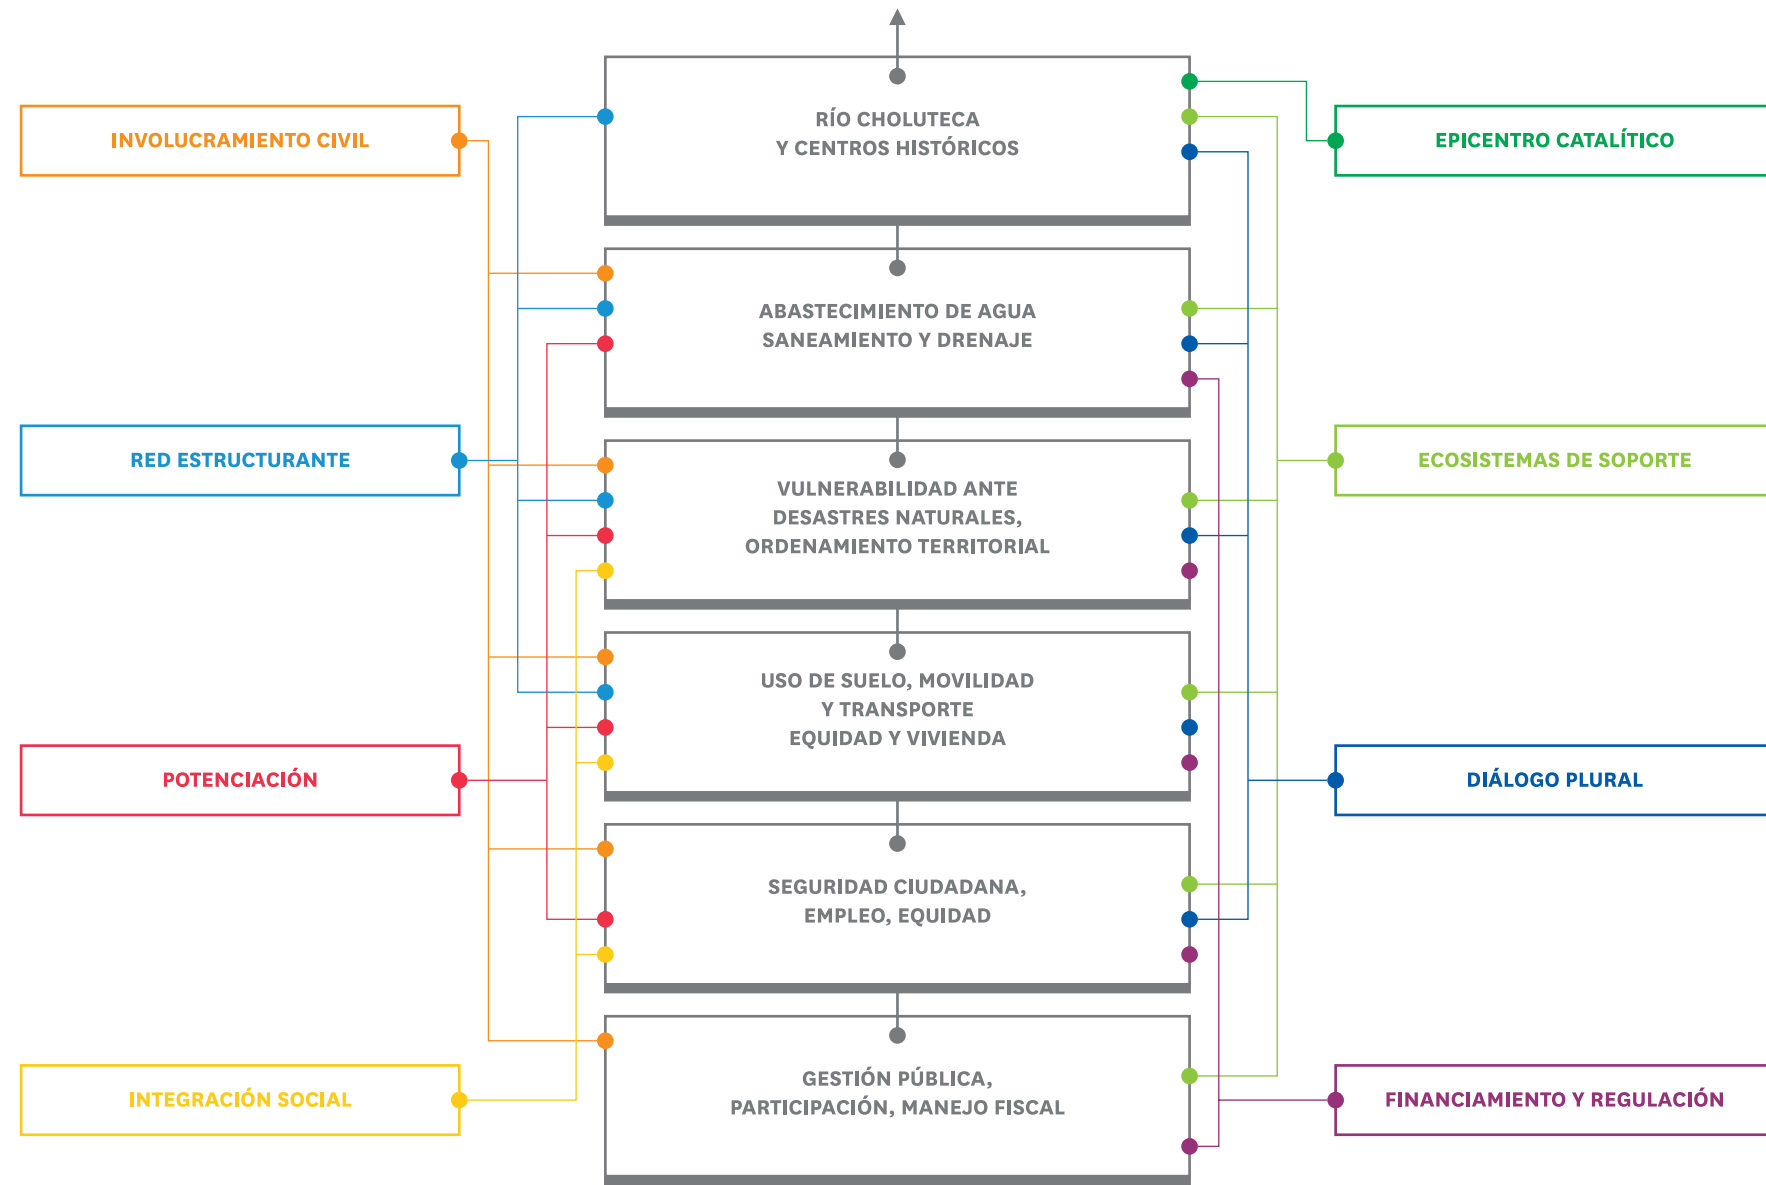 INVOLUCRAMIENTO CIVIL
RED ESTRUCTURANTE
POTENCIACIÓN
INTEGRACIÓN SOCIAL
RÍO CHOLUTECA
Y CENTROS HISTÓRICOS
ABASTECIMIENTO DE AGUA
SANEAMIENTO Y DRENAJE
VULNERABILIDAD ANTE
DESASTRES NATURALES,
ORDENAMIENTO TERRITORIAL
USO DE SUELO, MOVILIDAD
Y TRANSPORTE
EQUIDAD Y VIVIENDA
SEGURIDAD CIUDADANA,
EMPLEO, EQUIDAD
GESTIÓN PÚBLICA,
PARTICIPACIÓN, MANEJO FISCAL
EPICENTRO CATALÍTICO
ECOSISTEMAS DE SOPORTE
DIÁLOGO PLURAL
FINANCIAMIENTO Y REGULACIÓN